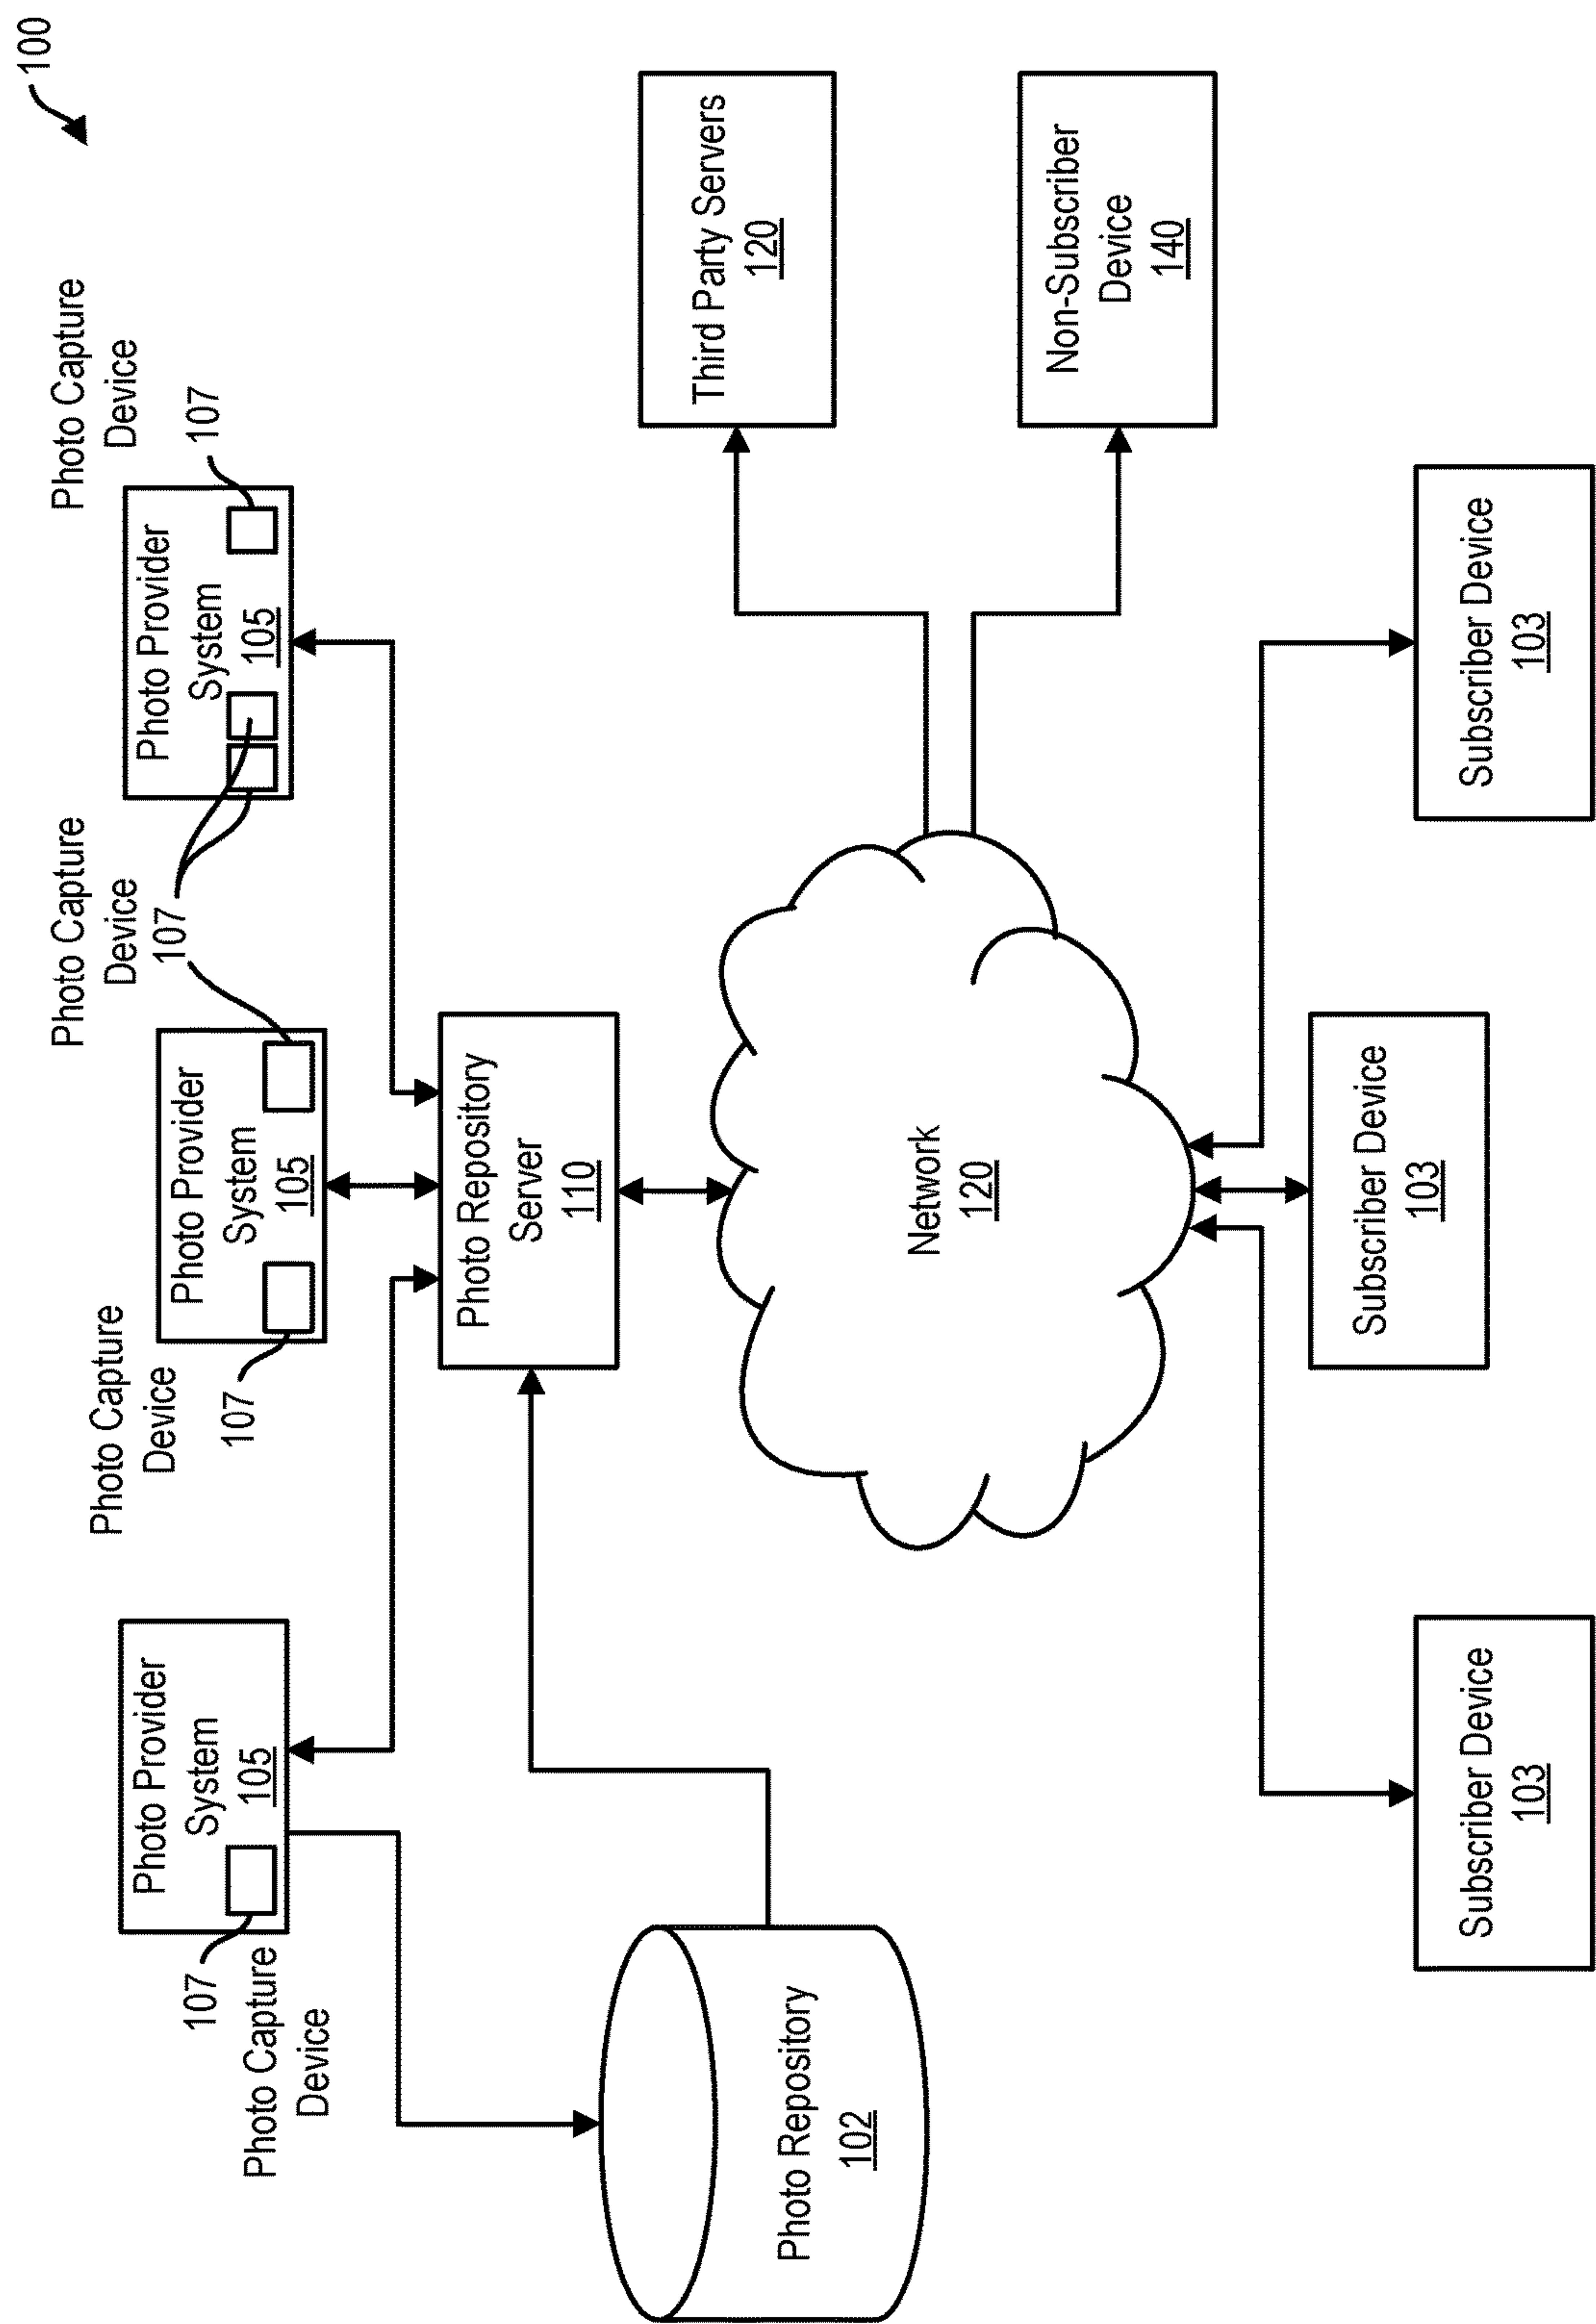 100
Photo Capture
Device
107
Photo Capture
Device
107
Photo Capture
Device
107
107
Photo Capture
Device
Photo Provider
System
105
Photo Provider
System
105
Photo Provider
System
105
Photo Repository
Server
110
Photo Repository
102
Network
120
Third Party Servers
120
Non-Subscriber
Device
140
Subscriber Device
103
Subscriber Device
103
Subscriber Device
103